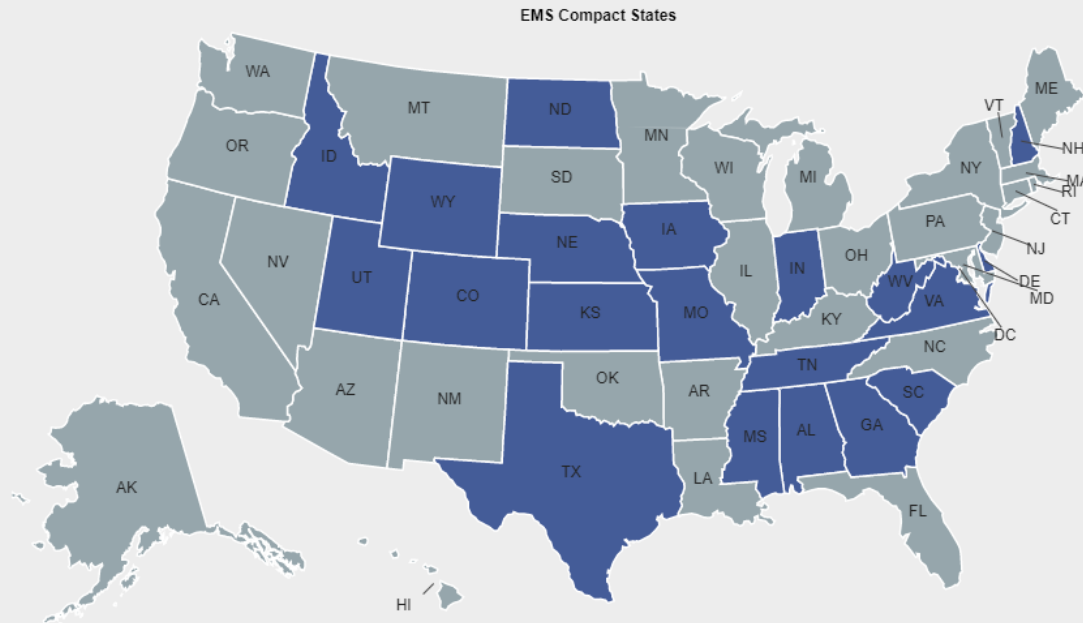 EMS Compact States
WA
MT
ND
MN
VT
ME
OR
ID
SD
WI
MI
NY
NH
MA
RI
CT
WY
NE
IA
PA
NJ
NV
UT
CO
IL
IN
OH
WV
DE
MD
CA
KS
MO
KY
VA
DC
AZ
NM
OK
AR
TN
NC
SC
TX
MS
AL
GA
LA
FL
AK
HI